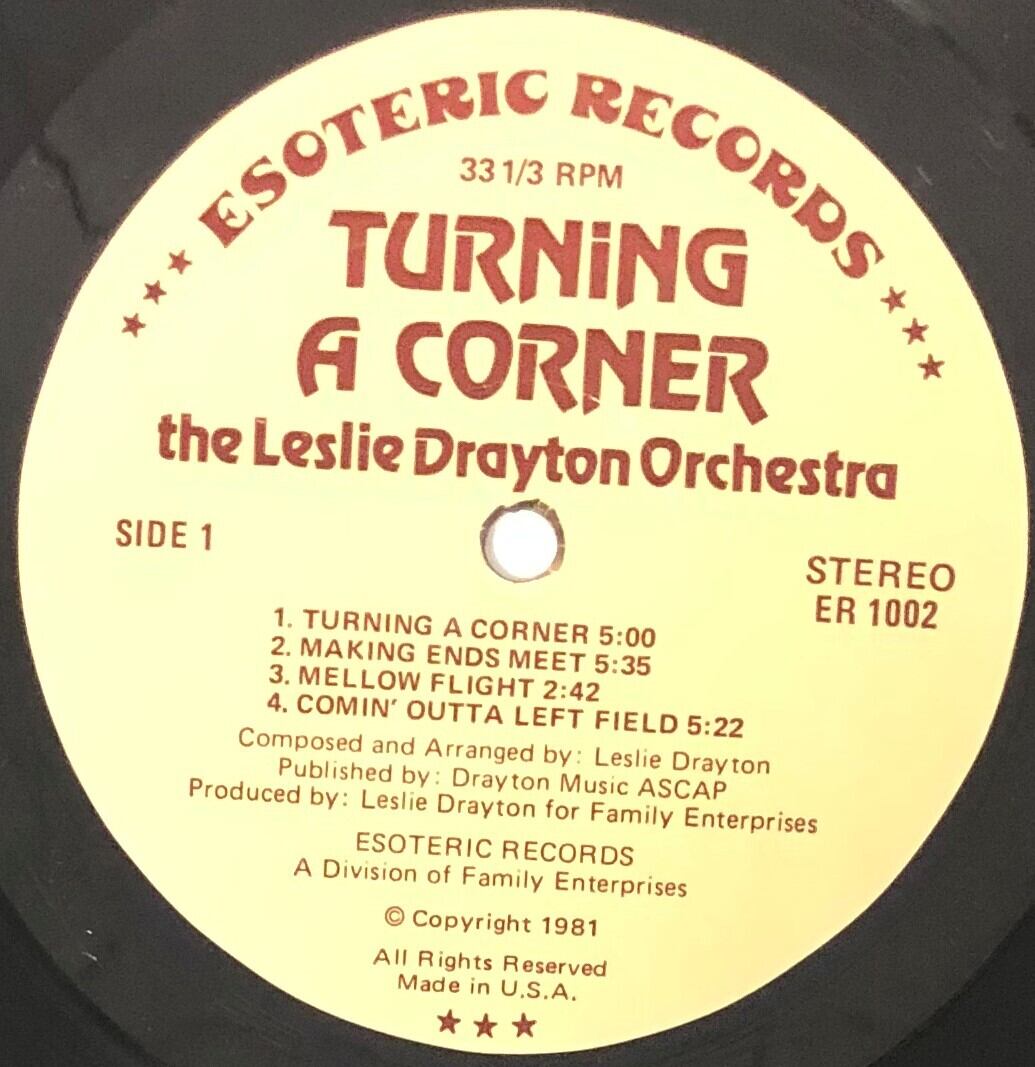 ESOTERIC RECORDS
33 1/3 RPM
TURNING
A CORNER
the Leslie Drayton Orchestra
SIDE 1
STEREO
ER 1002
1. TURNING A CORNER 5:00
2. MAKING ENDS MEET 5:35
3. MELLOW FLIGHT 2:42
4. COMIN' OUTTA LEFT FIELD 5:22
Composed and Arranged by: Leslie Drayton
Published by: Drayton Music ASCAP
Produced by: Leslie Drayton for Family Enterprises
ESOTERIC RECORDS
A Division of Family Enterprises
© Copyright 1981
All Rights Reserved
Made in U.S.A.